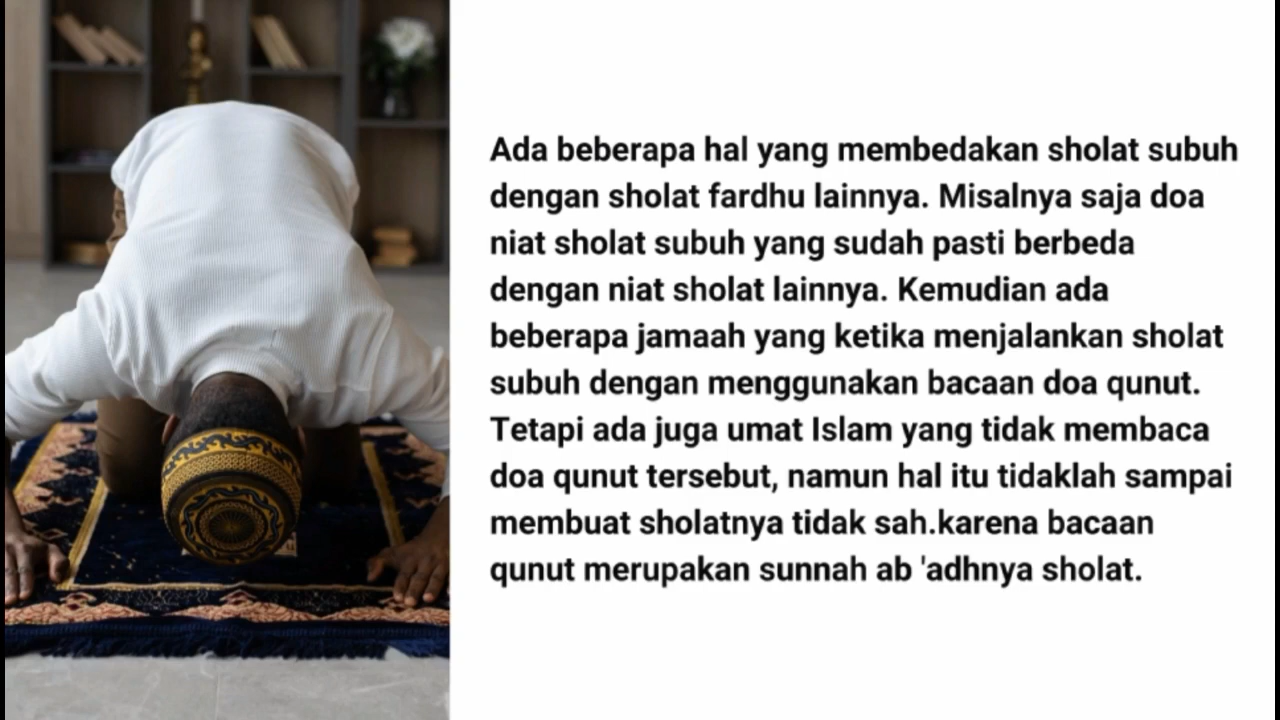 Ada beberapa hal yang membedakan sholat subuh
dengan sholat fardhu lainnya. Misalnya saja doa
niat sholat subuh yang sudah pasti berbeda
dengan niat sholat lainnya. Kemudian ada
beberapa jamaah yang ketika menjalankan sholat
subuh dengan menggunakan bacaan doa qunut.
Tetapi ada juga umat Islam yang tidak membaca
doa qunut tersebut, namun hal itu tidaklah sampai
membuat sholatnya tidak sah.karena bacaan
qunut merupakan sunnah ab 'adhnya sholat.